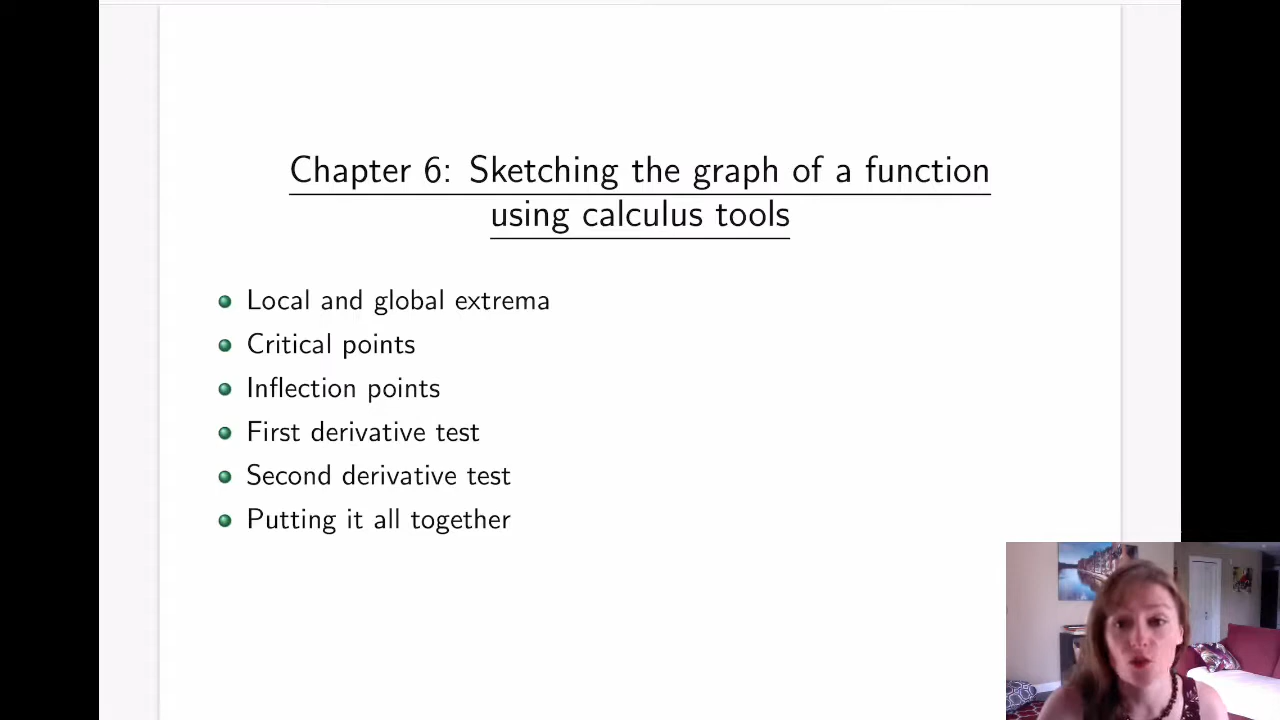 Chapter 6: Sketching the graph of a function
using calculus tools
Local and global extrema
Critical points
Inflection points
First derivative test
Second derivative test
Putting it all together